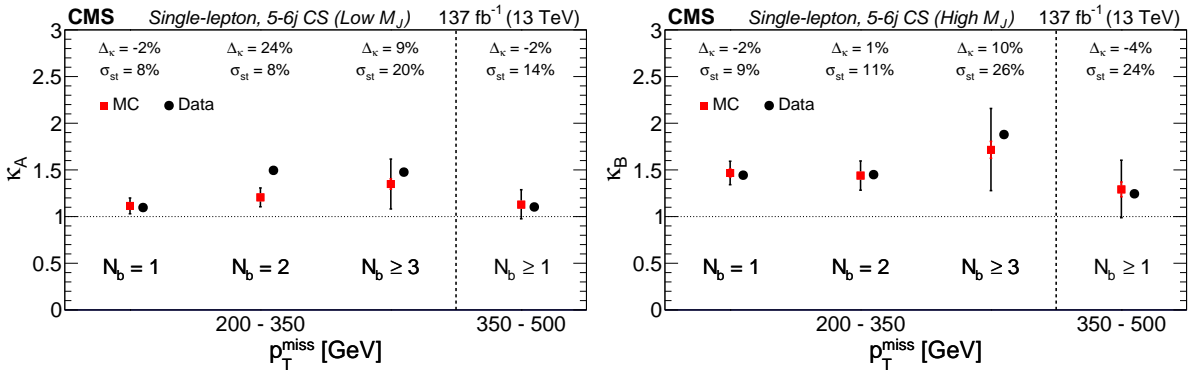 CMS Single-lepton, 5-6j CS (Low M_J) 137 fb⁻¹ (13 TeV)
Δ_κ = -2% Δ_κ = 24% Δ_κ = 9% Δ_κ = -2%
σ_st = 8% σ_st = 8% σ_st = 20% σ_st = 14%
MC Data
κ_A
3
2.5
2
1.5
1
0.5
0
N_b = 1 N_b = 2 N_b ≥ 3 N_b ≥ 1
200 - 350 350 - 500
p_T^miss [GeV]
CMS Single-lepton, 5-6j CS (High M_J) 137 fb⁻¹ (13 TeV)
Δ_κ = -2% Δ_κ = 1% Δ_κ = 10% Δ_κ = -4%
σ_st = 9% σ_st = 11% σ_st = 26% σ_st = 24%
MC Data
κ_B
3
2.5
2
1.5
1
0.5
0
N_b = 1 N_b = 2 N_b ≥ 3 N_b ≥ 1
200 - 350 350 - 500
p_T^miss [GeV]